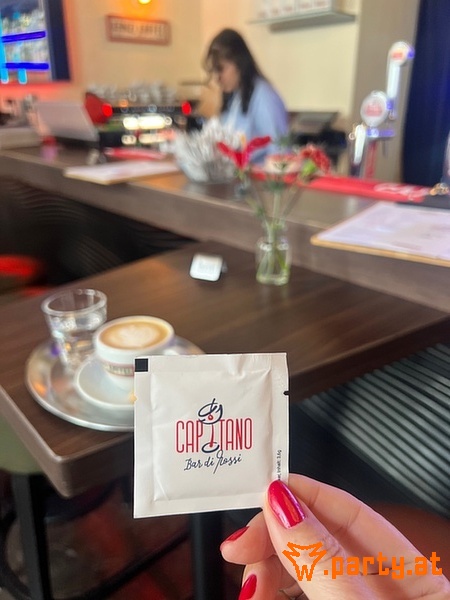 CAPITANO
Bar di Rossi
party.at